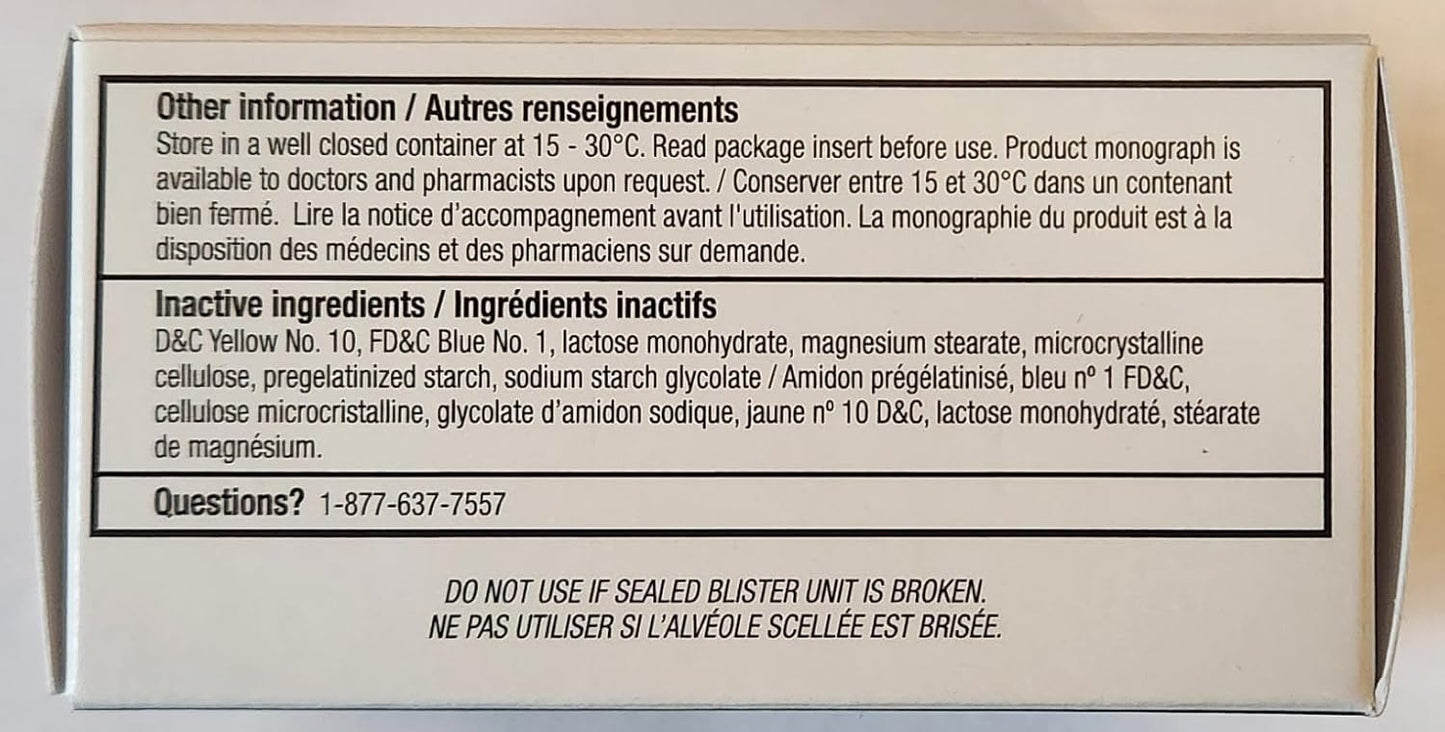 Other information / Autres renseignements
Store in a well closed container at 15 - 30°C. Read package insert before use. Product monograph is
available to doctors and pharmacists upon request. / Conserver entre 15 et 30°C dans un contenant
bien fermé. Lire la notice d'accompagnement avant l'utilisation. La monographie du produit est à la
disposition des médecins et des pharmaciens sur demande.
Inactive ingredients / Ingrédients inactifs
D&C Yellow No. 10, FD&C Blue No. 1, lactose monohydrate, magnesium stearate, microcrystalline
cellulose, pregelatinized starch, sodium starch glycolate / Amidon prégélatinisé, bleu nº 1 FD&C,
cellulose microcristalline, glycolate d'amidon sodique, jaune nº 10 D&C, lactose monohydraté, stéarate
de magnésium.
Questions? 1-877-637-7557
DO NOT USE IF SEALED BLISTER UNIT IS BROKEN.
NE PAS UTILISER SI L'ALVÉOLE SCELLÉE EST BRISÉE.